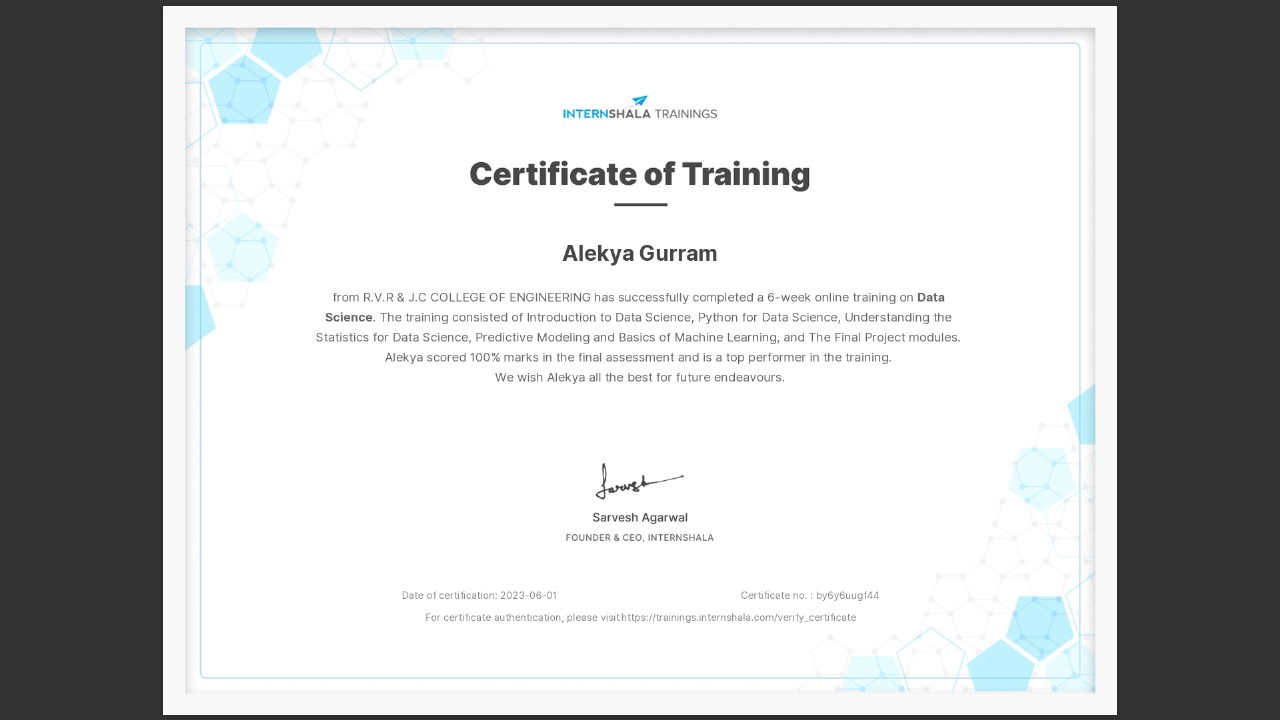 INTERNSHALA TRAININGS
Certificate of Training
Alekya Gurram
from R.V.R & J.C COLLEGE OF ENGINEERING has successfully completed a 6-week online training on Data
Science. The training consisted of Introduction to Data Science, Python for Data Science, Understanding the
Statistics for Data Science, Predictive Modeling and Basics of Machine Learning, and The Final Project modules.
Alekya scored 100% marks in the final assessment and is a top performer in the training.
We wish Alekya all the best for future endeavours.
Sarvesh
Sarvesh Agarwal
FOUNDER & CEO, INTERNSHALA
Date of certification: 2023-06-01 Certificate no. : by6y6uugf44
For certificate authentication, please visit https://trainings.internshala.com/verify_certificate